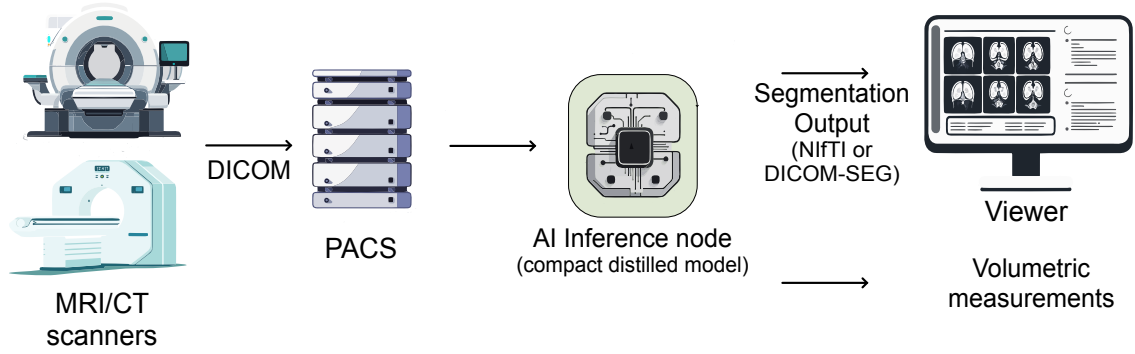 DICOM
MRI/CT
scanners
PACS
AI Inference node
(compact distilled model)
Segmentation
Output
(NIfTI or
DICOM-SEG)
Viewer
Volumetric
measurements